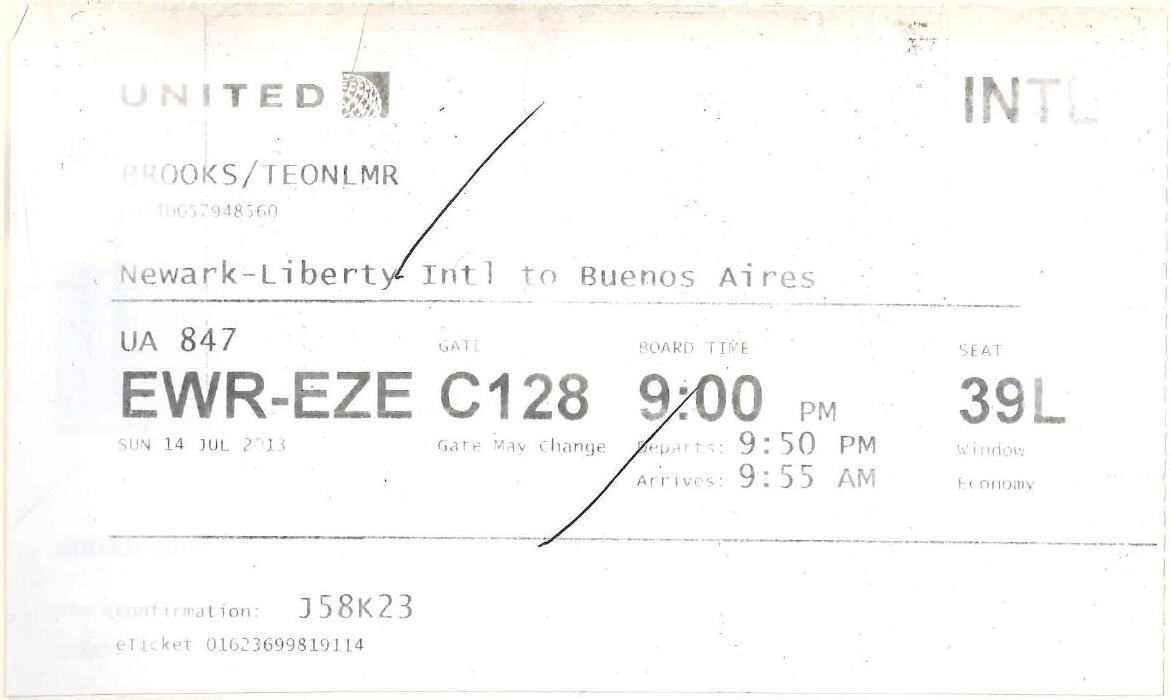 UNITED
INTL
BROOKS/TEONLMR
40657948560
Newark-Liberty Intl to Buenos Aires
UA 847 GATE BOARD TIME SEAT
EWR-EZE C128 9:00 PM 39L
SUN 14 JUL 2013 Gate May Change Departs: 9:50 PM Window
Arrives: 9:55 AM Economy
Confirmation: J58K23
eTicket 01623699819114